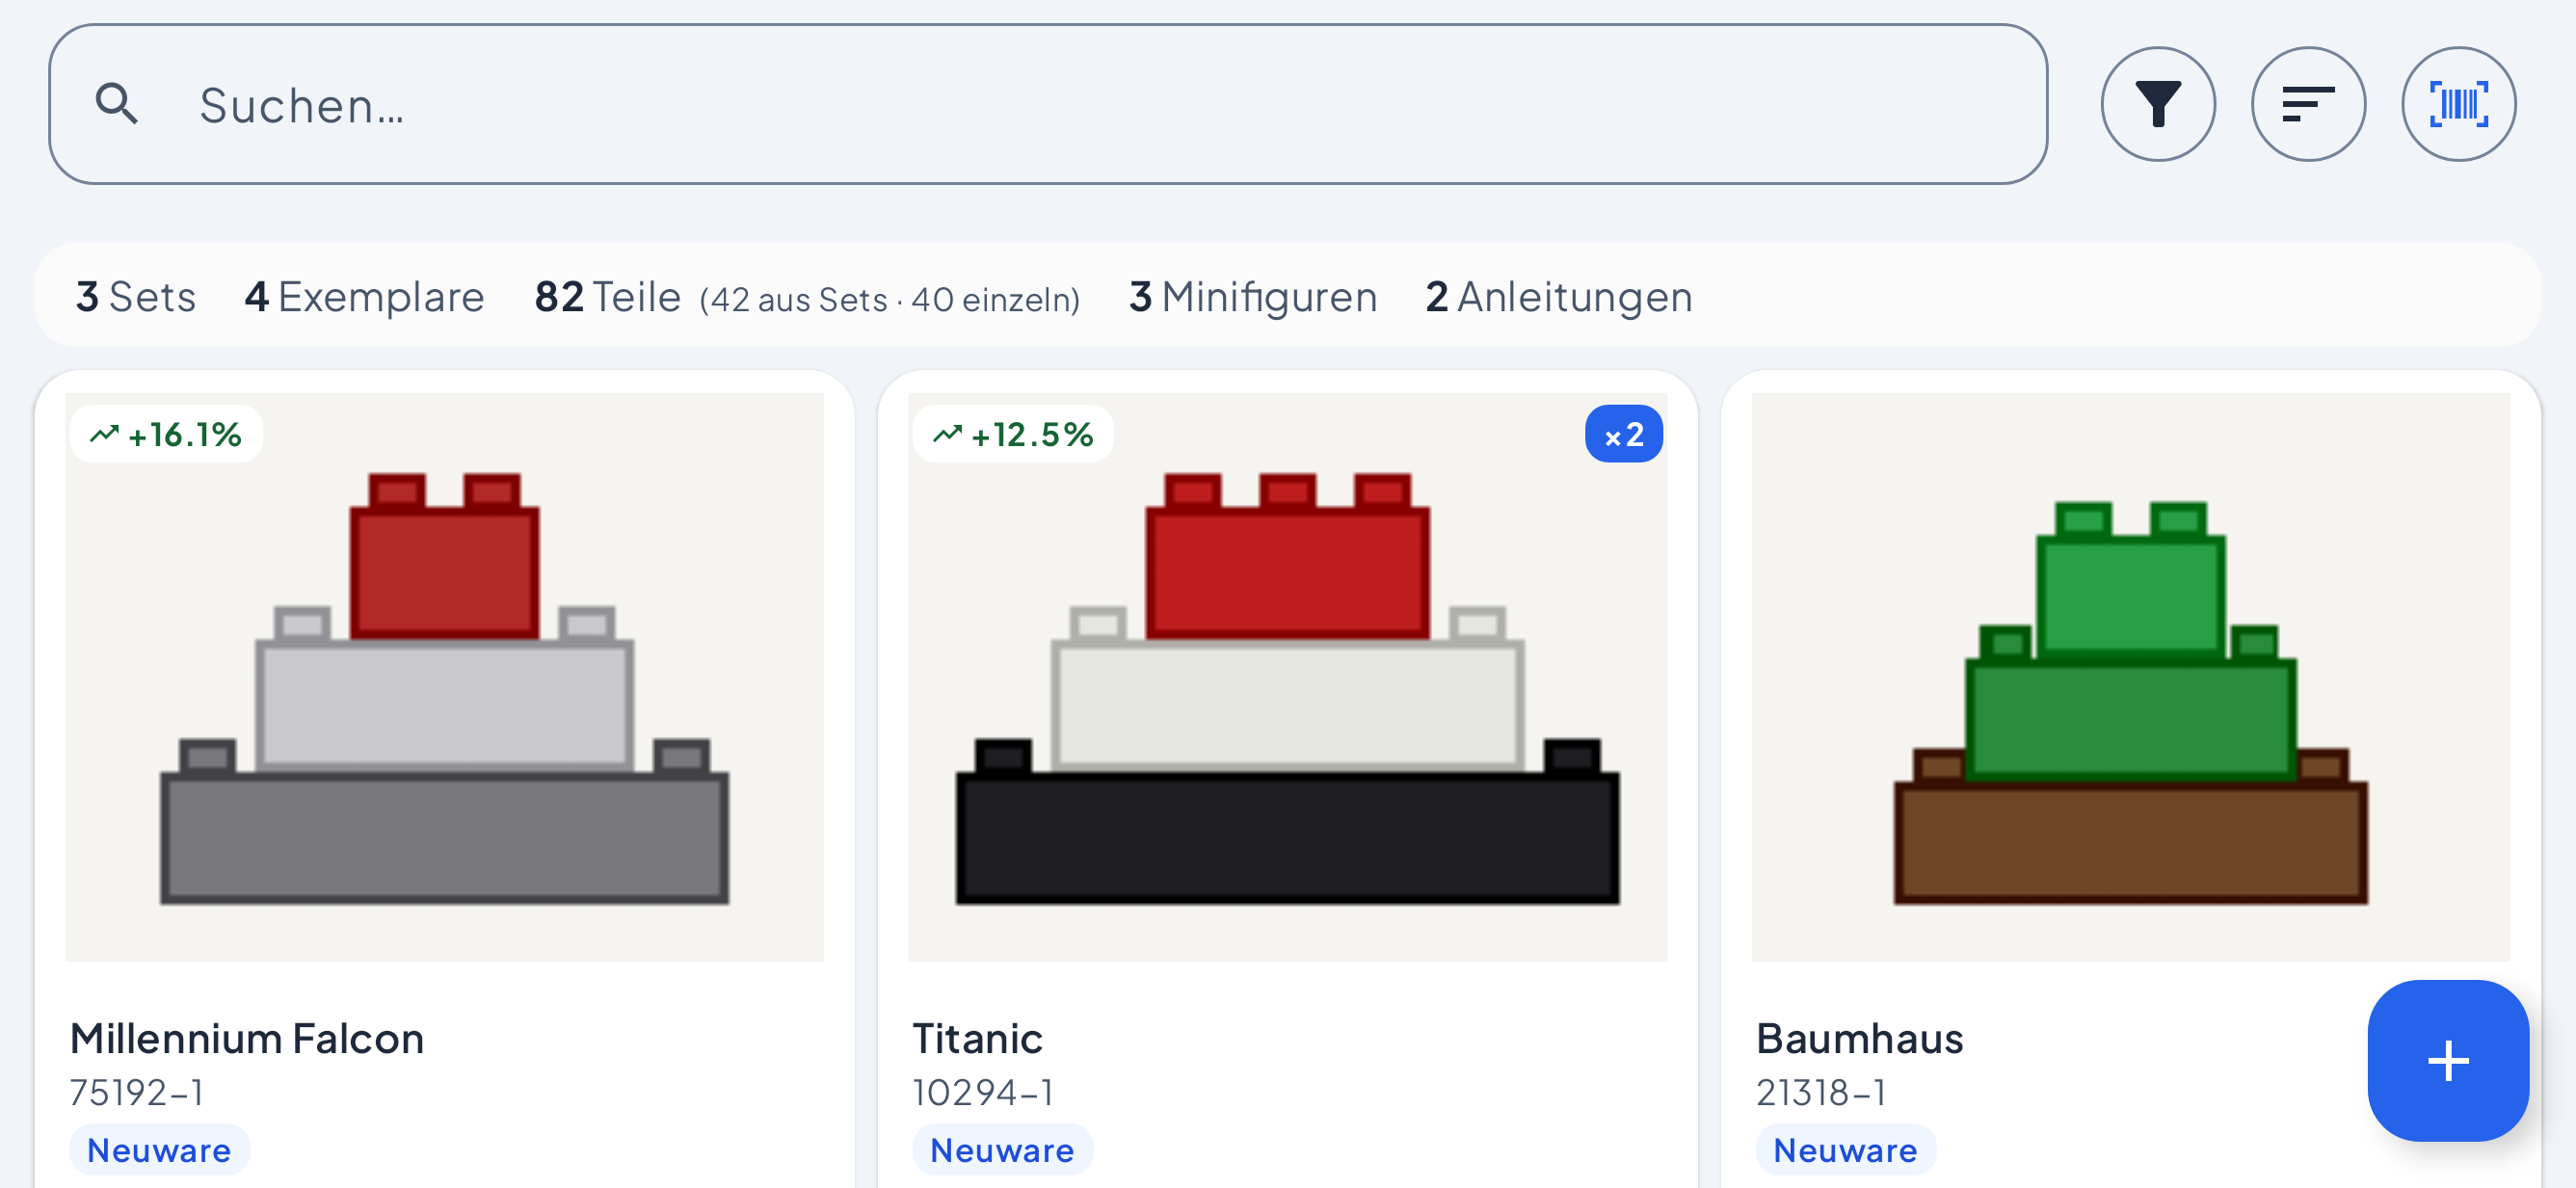 Suchen…
3 Sets 4 Exemplare 82 Teile (42 aus Sets · 40 einzeln) 3 Minifiguren 2 Anleitungen
+16.1%
+12.5%
×2
Millennium Falcon
75192-1
Neuware
Titanic
10294-1
Neuware
Baumhaus
21318-1
Neuware